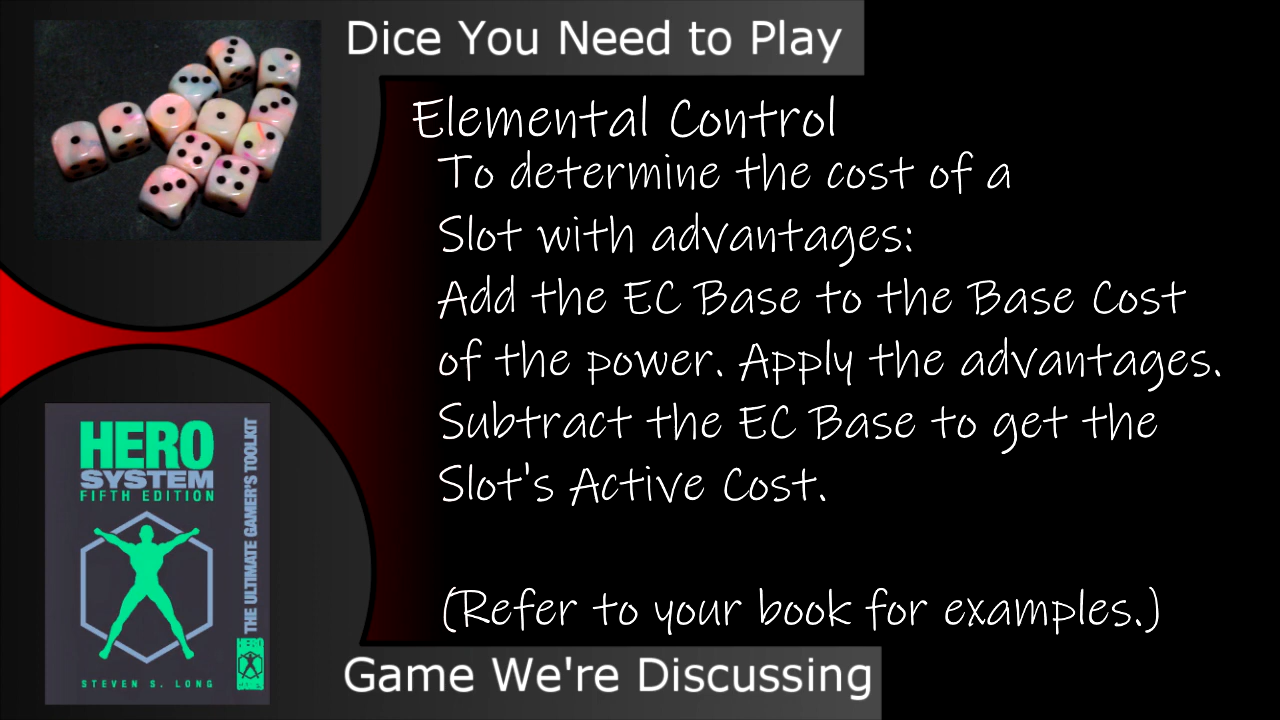 Dice You Need to Play
Elemental Control
To determine the cost of a
Slot with advantages:
Add the EC Base to the Base Cost
of the power. Apply the advantages.
Subtract the EC Base to get the
Slot's Active Cost.
(Refer to your book for examples.)
HERO
SYSTEM
FIFTH EDITION
THE ULTIMATE GAMER'S TOOLKIT
STEVEN S. LONG
HERO
Game We're Discussing